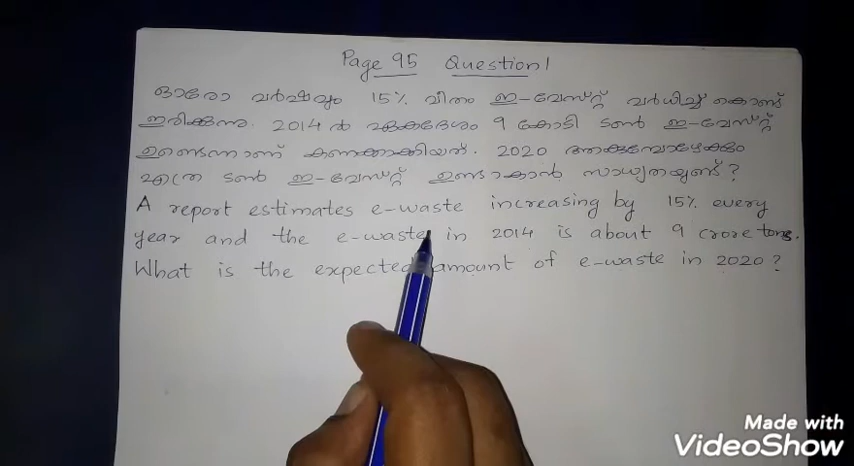 Page 95 Question 1
ഓരോ വർഷവും 15% വീതം ഇ-വേസ്റ്റ് വർധിച്ചു കൊണ്ട്
ഇരിക്കുന്നു. 2014 ൽ ഏകദേശം 9 കോടി ടൺ ഇ-വേസ്റ്റ്
ഉണ്ടെന്നാണ് കണക്കാക്കിയത്. 2020 ആകുമ്പോഴേക്കും
എത്ര ടൺ ഇ-വേസ്റ്റ് ഉണ്ടാകാൻ സാധ്യതയുണ്ട്?
A report estimates e-waste increasing by 15% every
year and the e-waste in 2014 is about 9 crore tons.
What is the expected amount of e-waste in 2020?
Made with
VideoShow